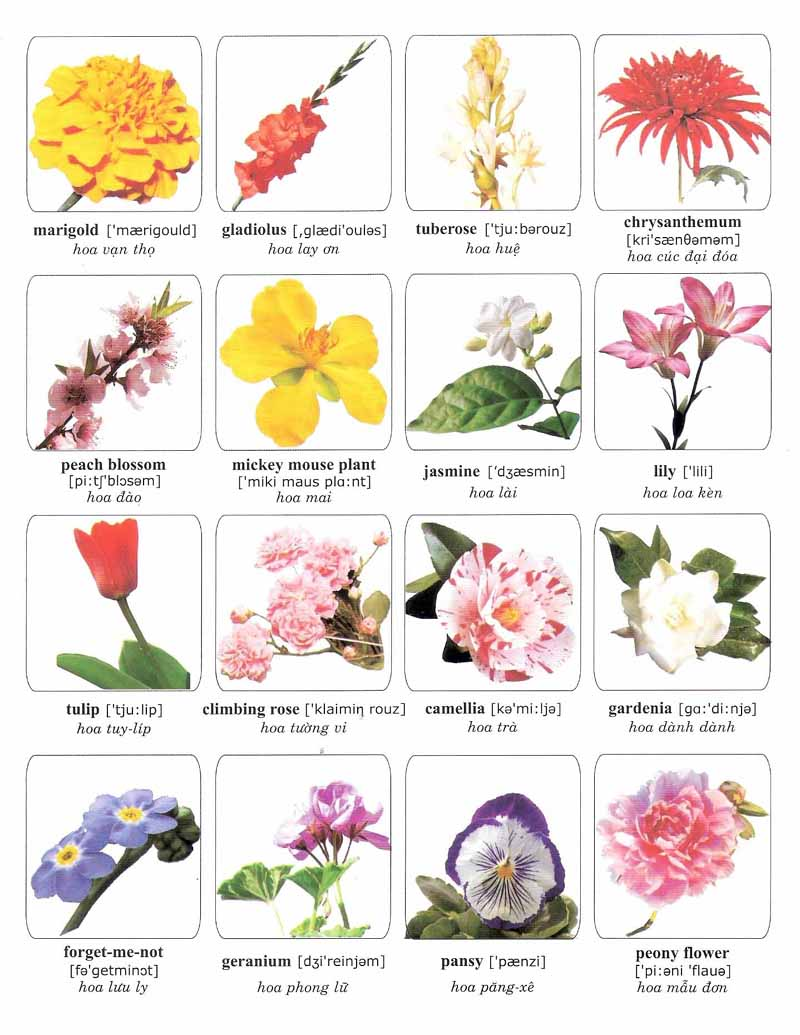 marigold ['mærigould]
hoa vạn thọ
gladiolus [,glædi'ouləs]
hoa lay ơn
tuberose ['tju:bərouz]
hoa huệ
chrysanthemum
[kri'sænθəməm]
hoa cúc đại đóa
peach blossom
[pi:tʃ'blɔsəm]
hoa đào
mickey mouse plant
['miki maus plɑ:nt]
hoa mai
jasmine ['dʒæsmin]
hoa lài
lily ['lili]
hoa loa kèn
tulip ['tju:lip]
hoa tuy-líp
climbing rose ['klaimiŋ rouz]
hoa tường vi
camellia [kə'mi:ljə]
hoa trà
gardenia [gɑ:'di:njə]
hoa dành dành
forget-me-not
[fə'getminɔt]
hoa lưu ly
geranium [dʒi'reinjəm]
hoa phong lữ
pansy ['pænzi]
hoa păng-xê
peony flower
['pi:əni 'flauə]
hoa mẫu đơn